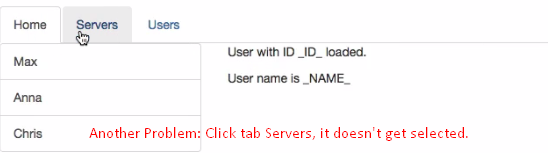 Home Servers Users
Max
User with ID _ID_ loaded.
User name is _NAME_
Anna
Chris
Another Problem: Click tab Servers, it doesn't get selected.